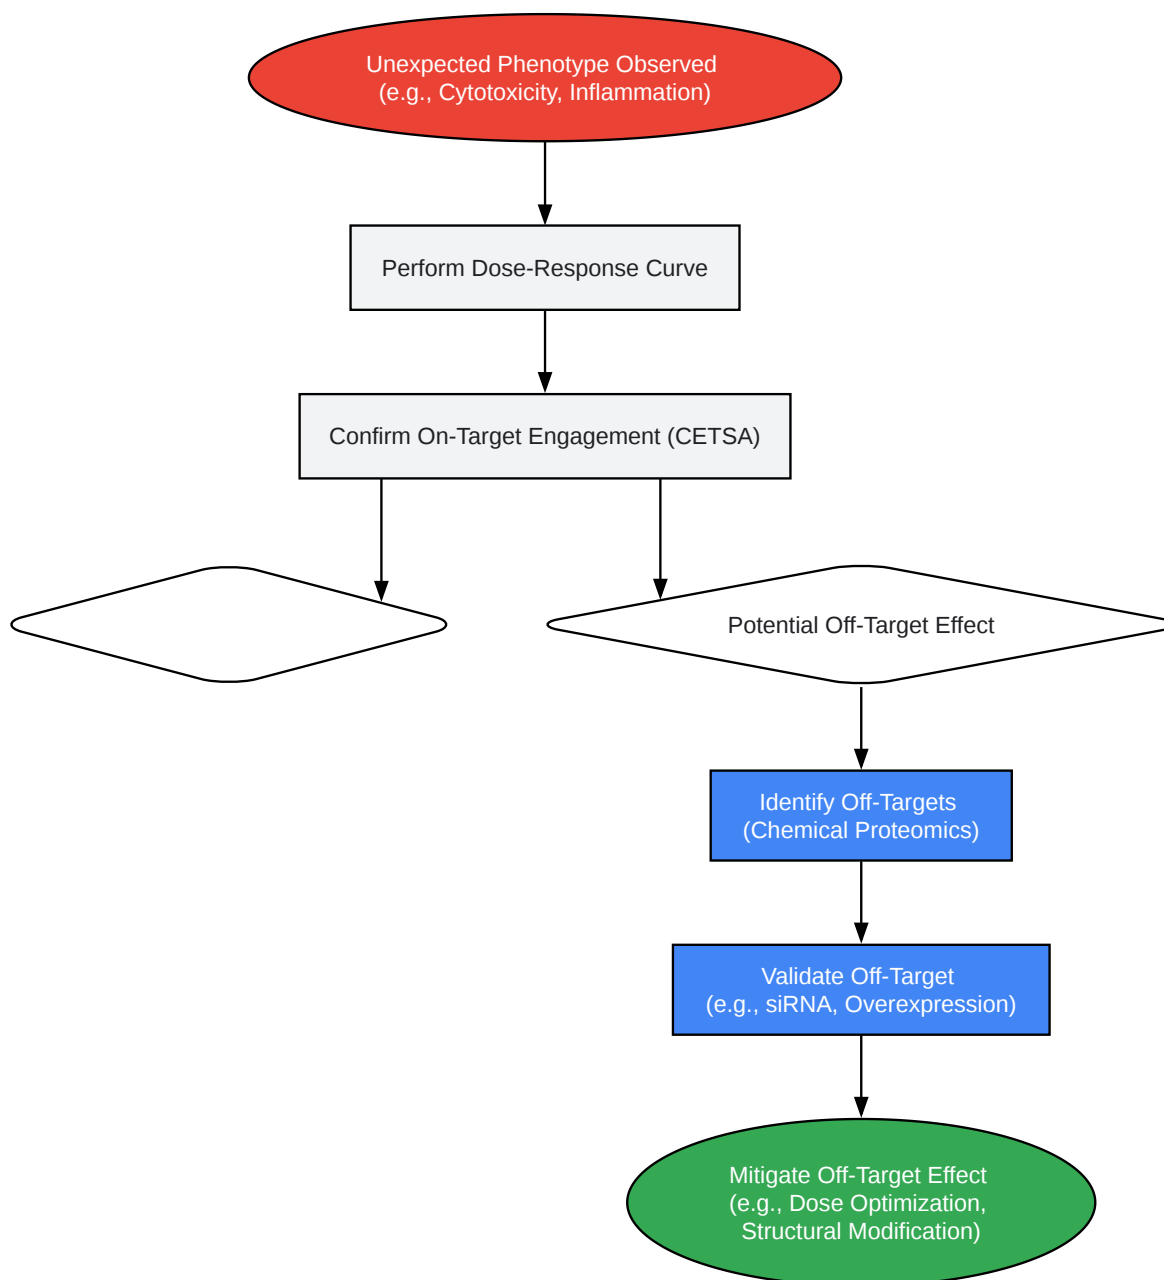 Unexpected Phenotype Observed
(e.g., Cytotoxicity, Inflammation)
Perform Dose-Response Curve
Confirm On-Target Engagement (CETSA)
Potential Off-Target Effect
Identify Off-Targets
(Chemical Proteomics)
Validate Off-Target
(e.g., siRNA, Overexpression)
Mitigate Off-Target Effect
(e.g., Dose Optimization,
Structural Modification)